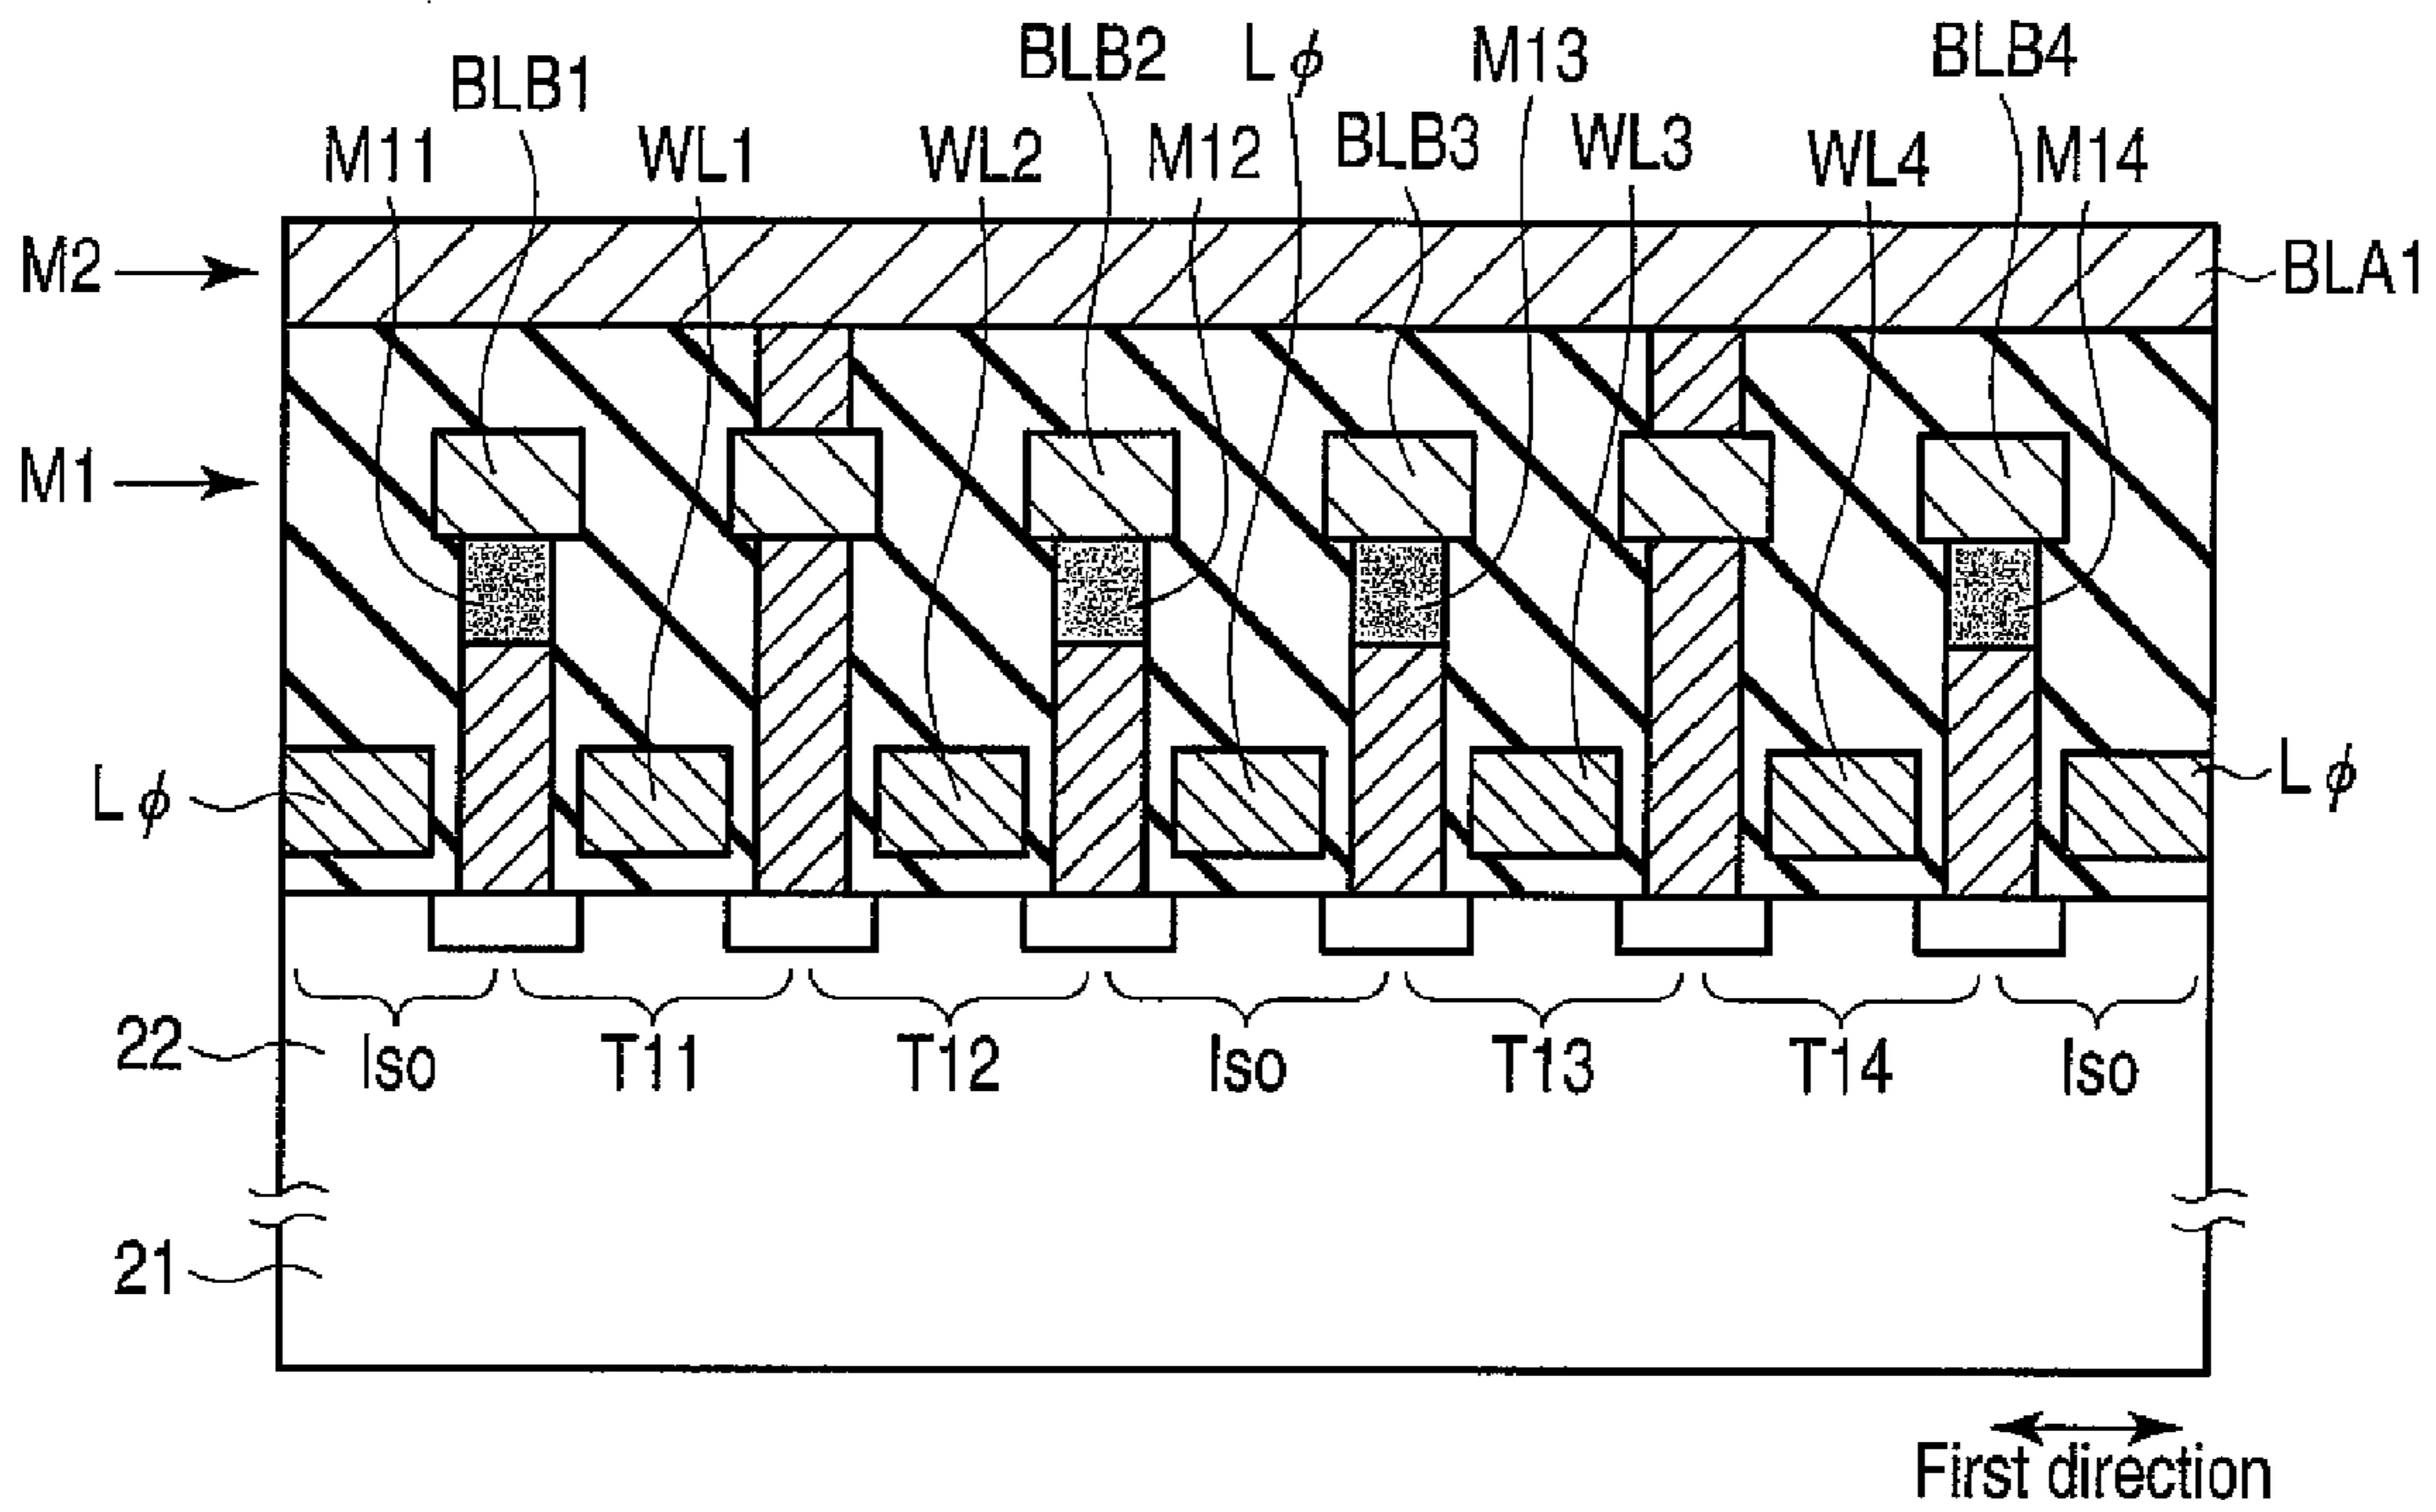 BLB2 Lϕ M13 BLB4
BLB1
M11 WL1 WL2 M12 BLB3 WL3 WL4 M14
M2 BLA1
M1
Lϕ Lϕ
22 Iso T11 T12 Iso T13 T14 Iso
21
First direction